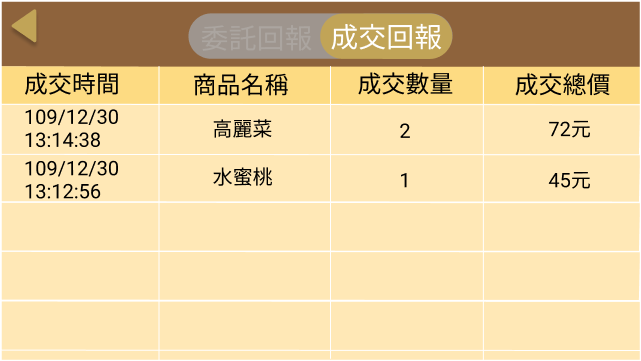 委託回報 成交回報
成交時間 商品名稱 成交數量 成交總價
109/12/30
13:14:38 高麗菜 2 72元
109/12/30
13:12:56 水蜜桃 1 45元